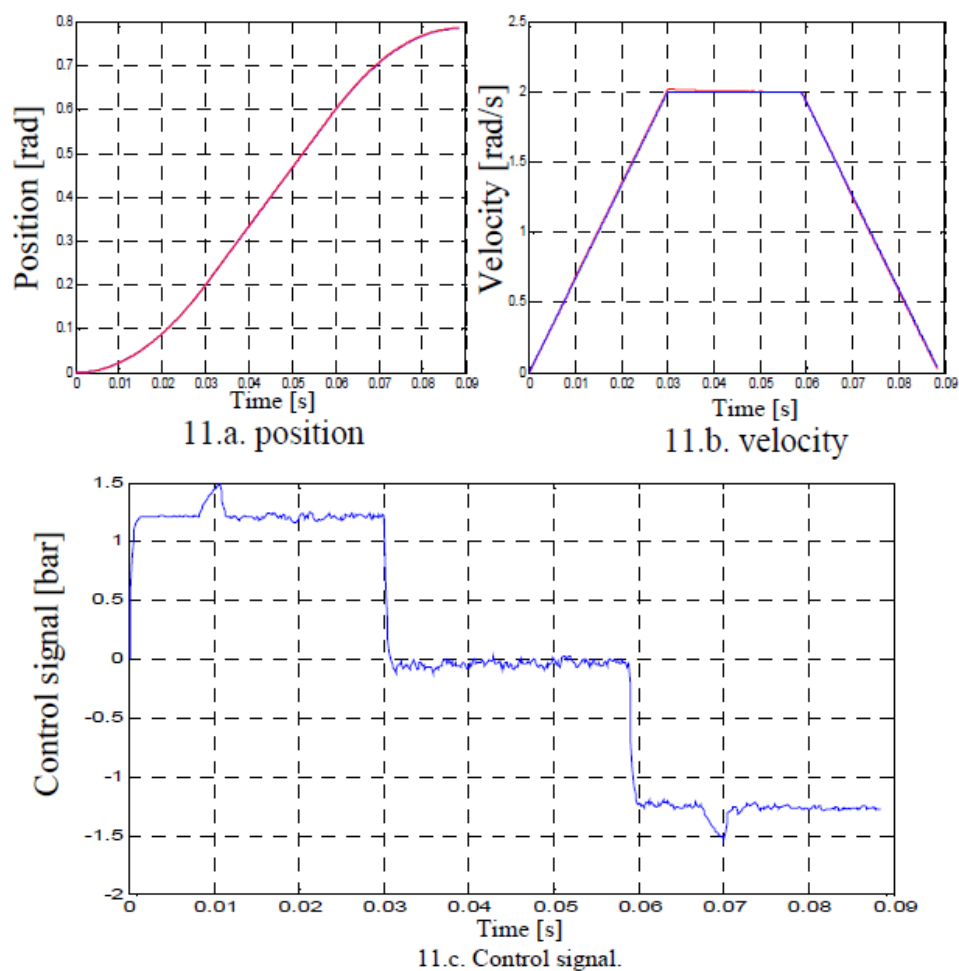 0.8
0.7
0.6
0.5
0.4
0.3
0.2
0.1
0
Position [rad]
0 0.01 0.02 0.03 0.04 0.05 0.06 0.07 0.08 0.09
Time [s]
11.a. position
2.5
2
1.5
1
0.5
0
Velocity [rad/s]
0 0.01 0.02 0.03 0.04 0.05 0.06 0.07 0.08 0.09
Time [s]
11.b. velocity
1.5
1
0.5
0
-0.5
-1
-1.5
-2
Control signal [bar]
0 0.01 0.02 0.03 0.04 0.05 0.06 0.07 0.08 0.09
Time [s]
11.c. Control signal.